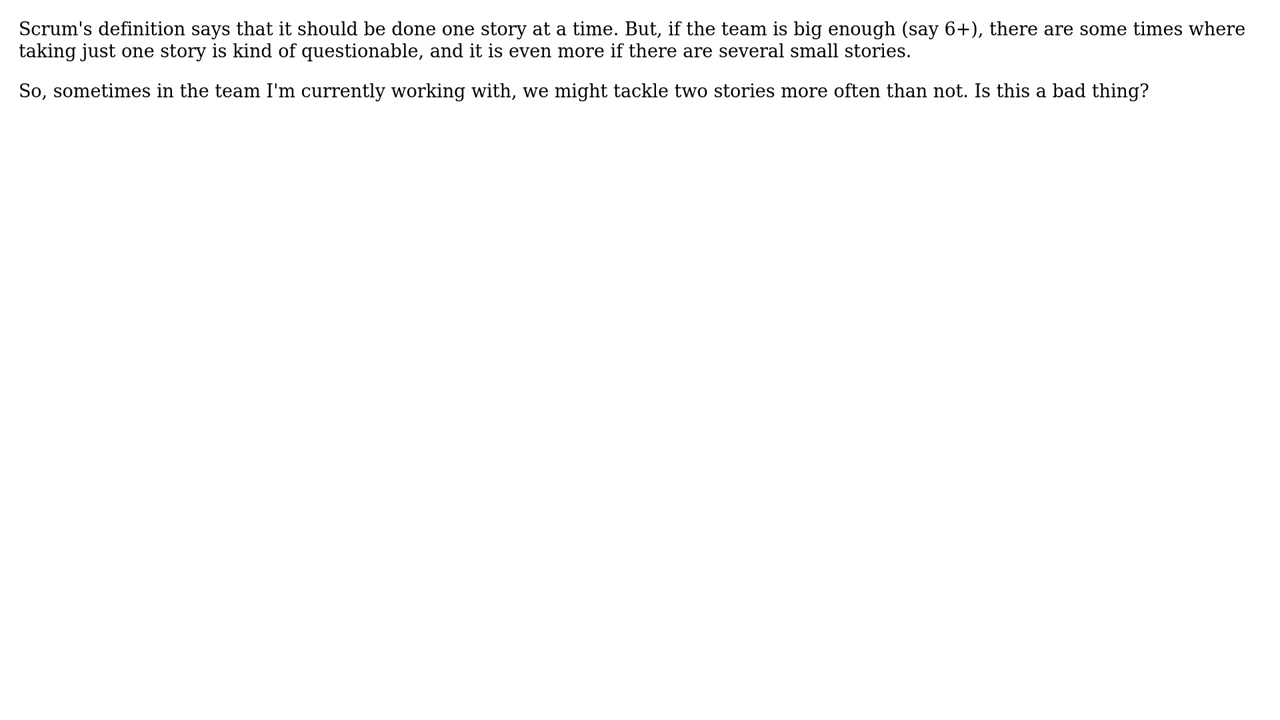 Scrum's definition says that it should be done one story at a time. But, if the team is big enough (say 6+), there are some times where
taking just one story is kind of questionable, and it is even more if there are several small stories.
So, sometimes in the team I'm currently working with, we might tackle two stories more often than not. Is this a bad thing?